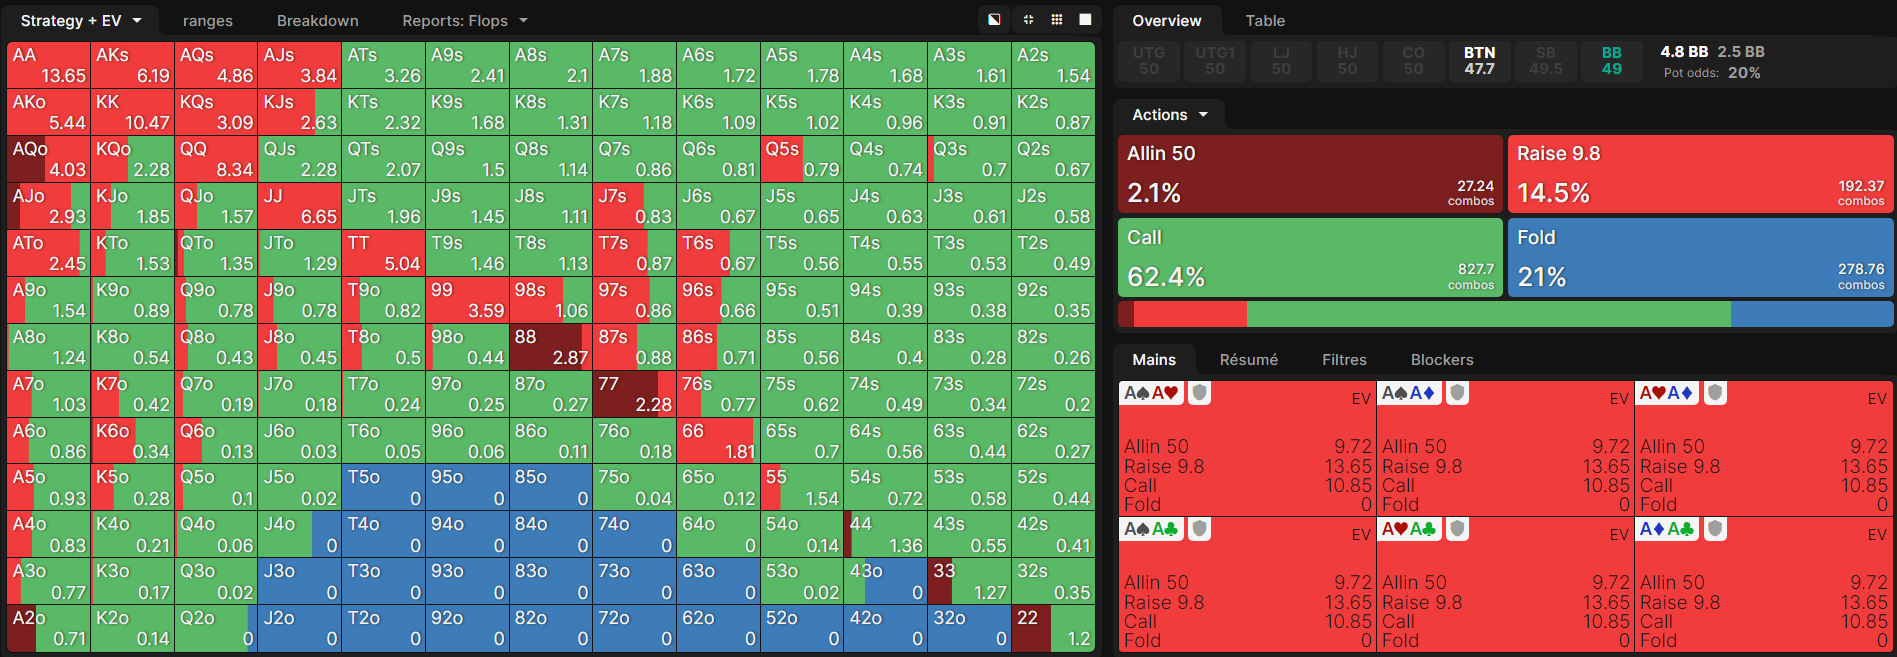 Strategy + EV ranges Breakdown Reports: Flops
AA AKs AQs AJs ATs A9s A8s A7s A6s A5s A4s A3s A2s
13.65 6.19 4.86 3.84 3.26 2.41 2.1 1.88 1.72 1.78 1.68 1.61 1.54
AKo KK KQs KJs KTs K9s K8s K7s K6s K5s K4s K3s K2s
5.44 10.47 3.09 2.63 2.32 1.68 1.31 1.18 1.09 1.02 0.96 0.91 0.87
AQo KQo QQ QJs QTs Q9s Q8s Q7s Q6s Q5s Q4s Q3s Q2s
4.03 2.28 8.34 2.28 2.07 1.5 1.14 0.86 0.81 0.79 0.74 0.7 0.67
AJo KJo QJo JJ JTs J9s J8s J7s J6s J5s J4s J3s J2s
2.93 1.85 1.57 6.65 1.96 1.45 1.11 0.83 0.67 0.65 0.63 0.61 0.58
ATo KTo QTo JTo TT T9s T8s T7s T6s T5s T4s T3s T2s
2.45 1.53 1.35 1.29 5.04 1.46 1.13 0.87 0.67 0.56 0.55 0.53 0.49
A9o K9o Q9o J9o T9o 99 98s 97s 96s 95s 94s 93s 92s
1.54 0.89 0.78 0.78 0.82 3.59 1.06 0.86 0.66 0.51 0.39 0.38 0.35
A8o K8o Q8o J8o T8o 98o 88 87s 86s 85s 84s 83s 82s
1.24 0.54 0.43 0.45 0.5 0.44 2.87 0.88 0.71 0.56 0.4 0.28 0.26
A7o K7o Q7o J7o T7o 97o 87o 77 76s 75s 74s 73s 72s
1.03 0.42 0.19 0.18 0.24 0.25 0.27 2.28 0.77 0.62 0.49 0.34 0.2
A6o K6o Q6o J6o T6o 96o 86o 76o 66 65s 64s 63s 62s
0.86 0.34 0.13 0.03 0.05 0.06 0.11 0.18 1.81 0.7 0.56 0.44 0.27
A5o K5o Q5o J5o T5o 95o 85o 75o 65o 55 54s 53s 52s
0.93 0.28 0.1 0.02 0 0 0 0.04 0.12 1.54 0.72 0.58 0.44
A4o K4o Q4o J4o T4o 94o 84o 74o 64o 54o 44 43s 42s
0.83 0.21 0.06 0 0 0 0 0 0 0.14 1.36 0.55 0.41
A3o K3o Q3o J3o T3o 93o 83o 73o 63o 53o 43o 33 32s
0.77 0.17 0.02 0 0 0 0 0 0 0.02 0 1.27 0.35
A2o K2o Q2o J2o T2o 92o 82o 72o 62o 52o 42o 32o 22
0.71 0.14 0 0 0 0 0 0 0 0 0 0 1.2
Overview Table
UTG UTG1 LJ HJ CO BTN SB BB 4.8 BB 2.5 BB
50 50 50 50 50 47.7 49.5 49 Pot odds: 20%
Actions
Allin 50 Raise 9.8
2.1% 27.24 combos 14.5% 192.37 combos
Call Fold
62.4% 827.7 combos 21% 278.76 combos
Mains Résumé Filtres Blockers
A♠A♥ EV A♠A♦ EV A♥A♦ EV
Allin 50 9.72 Allin 50 9.72 Allin 50 9.72
Raise 9.8 13.65 Raise 9.8 13.65 Raise 9.8 13.65
Call 10.85 Call 10.85 Call 10.85
Fold 0 Fold 0 Fold 0
A♠A♣ EV A♥A♣ EV A♦A♣ EV
Allin 50 9.72 Allin 50 9.72 Allin 50 9.72
Raise 9.8 13.65 Raise 9.8 13.65 Raise 9.8 13.65
Call 10.85 Call 10.85 Call 10.85
Fold 0 Fold 0 Fold 0